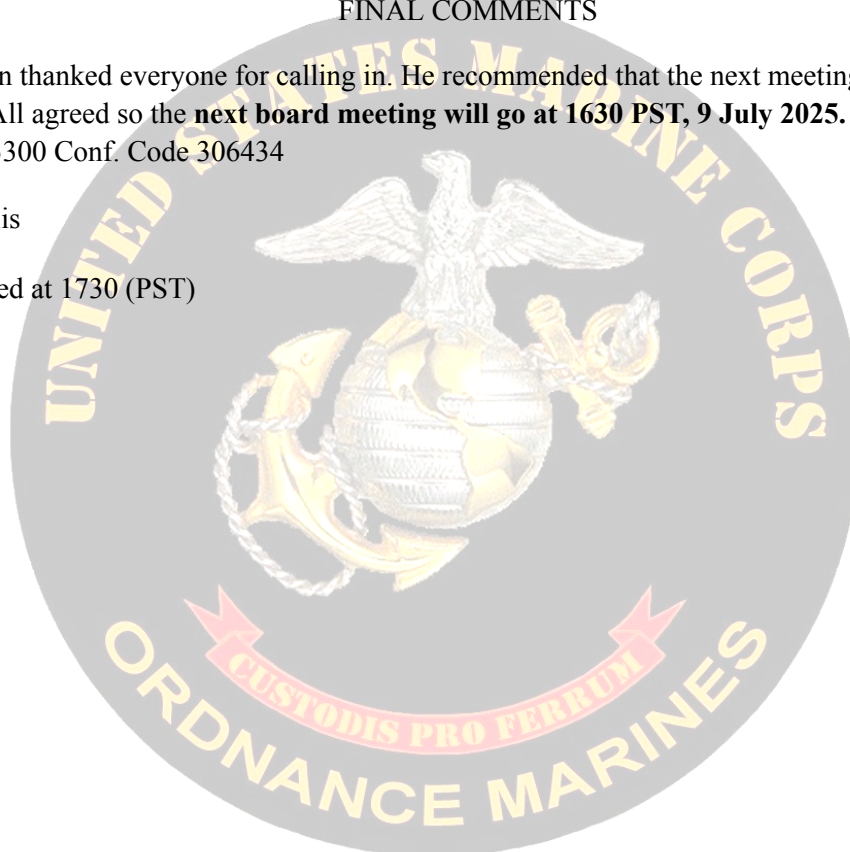 FINAL COMMENTS
n thanked everyone for calling in. He recommended that the next meeting
All agreed so the next board meeting will go at 1630 PST, 9 July 2025.
300 Conf. Code 306434
is
ed at 1730 (PST)
UNITED STATES MARINE CORPS
CUSTODIS PRO FERRUM
ORDNANCE MARINES